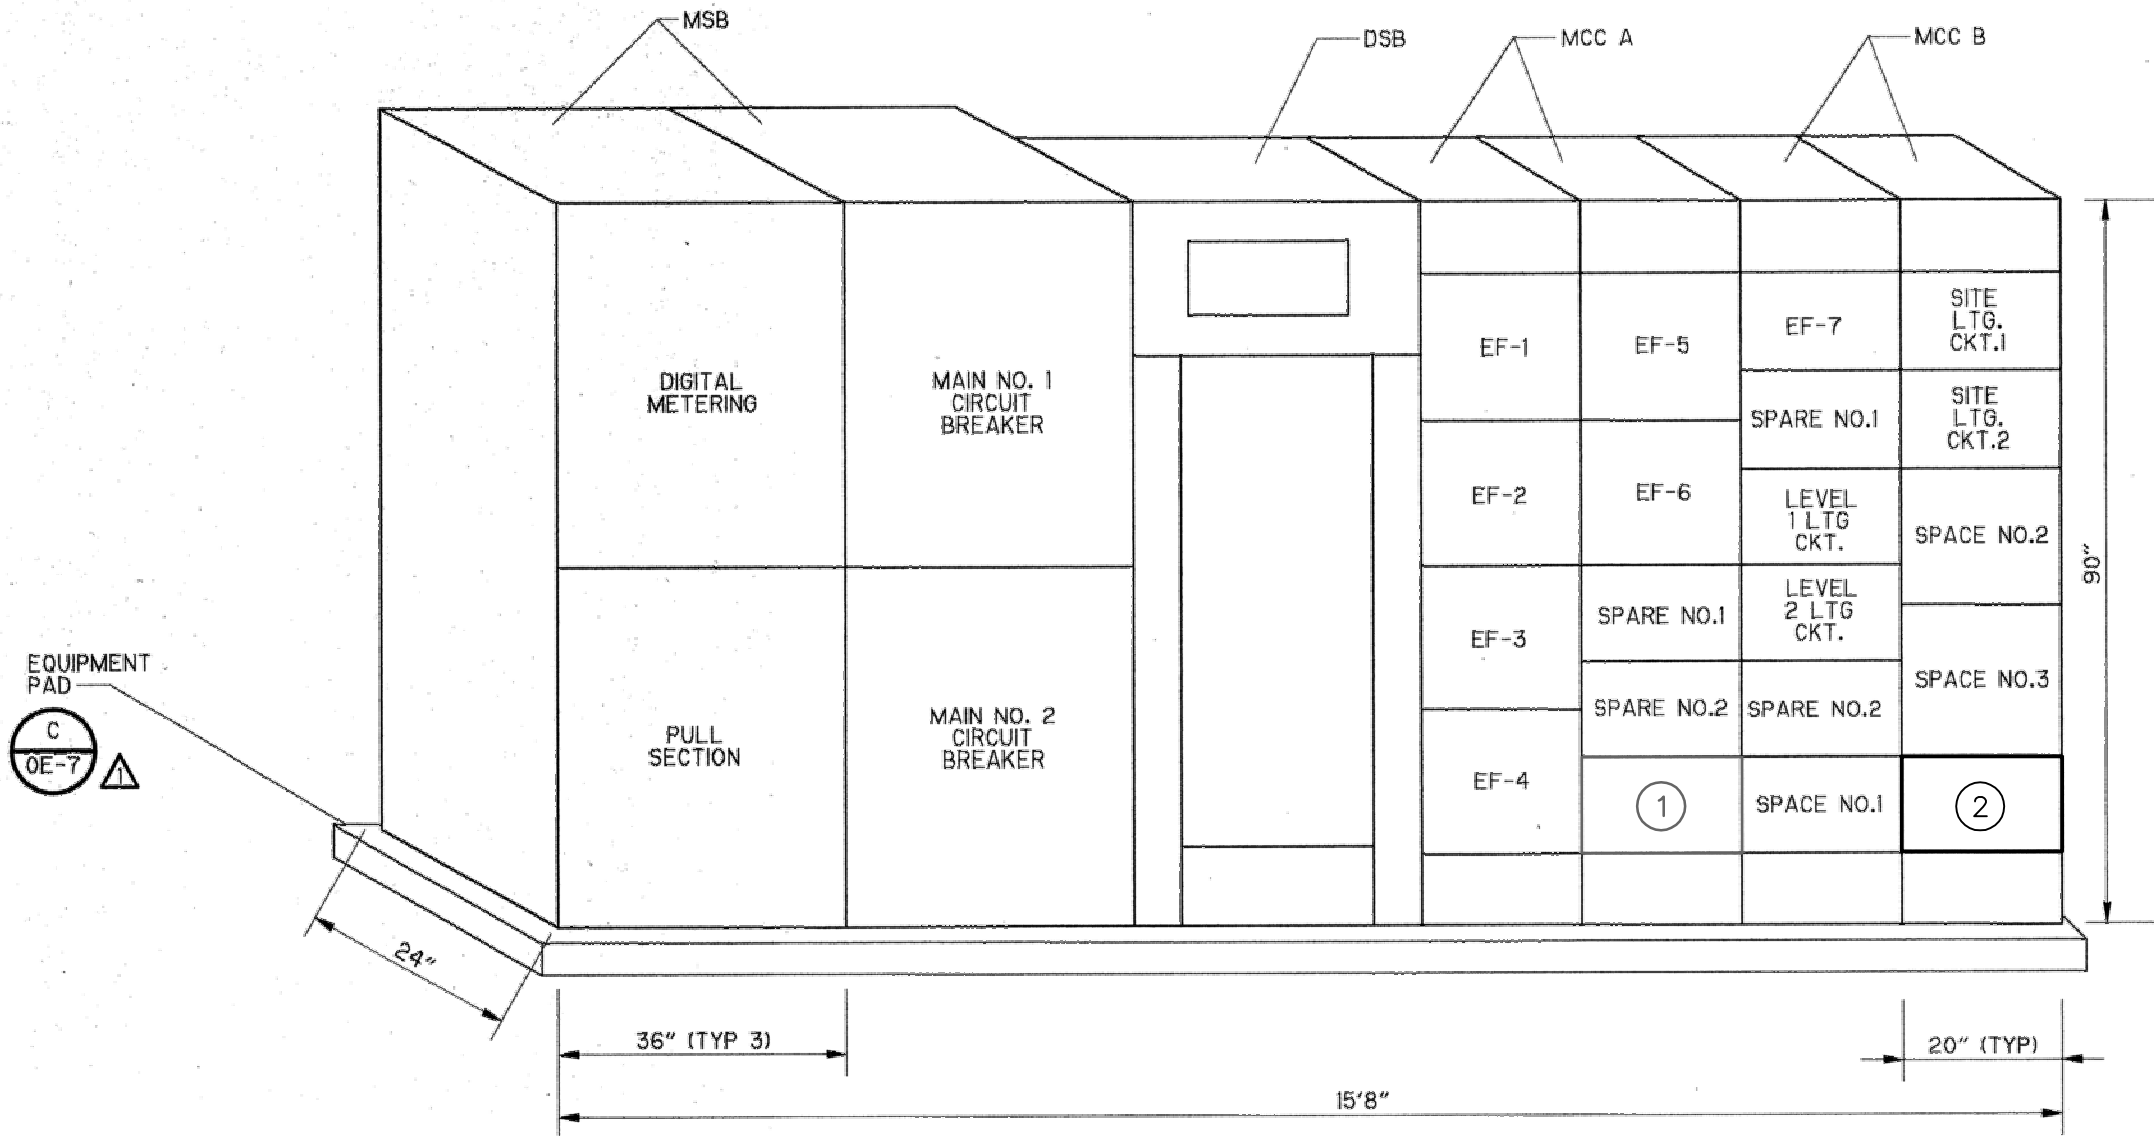 MSB
DSB
MCC A
MCC B
DIGITAL
METERING
MAIN NO. 1
CIRCUIT
BREAKER
PULL
SECTION
MAIN NO. 2
CIRCUIT
BREAKER
EF-1
EF-2
EF-3
EF-4
EF-5
EF-6
SPARE NO.1
SPARE NO.2
1
EF-7
SPARE NO.1
LEVEL
1 LTG
CKT.
LEVEL
2 LTG
CKT.
SPARE NO.2
SPACE NO.1
SITE
LTG.
CKT.1
SITE
LTG.
CKT.2
SPACE NO.2
SPACE NO.3
2
90"
EQUIPMENT
PAD
C
OE-7
1
24"
36" (TYP 3)
20" (TYP)
15'8"